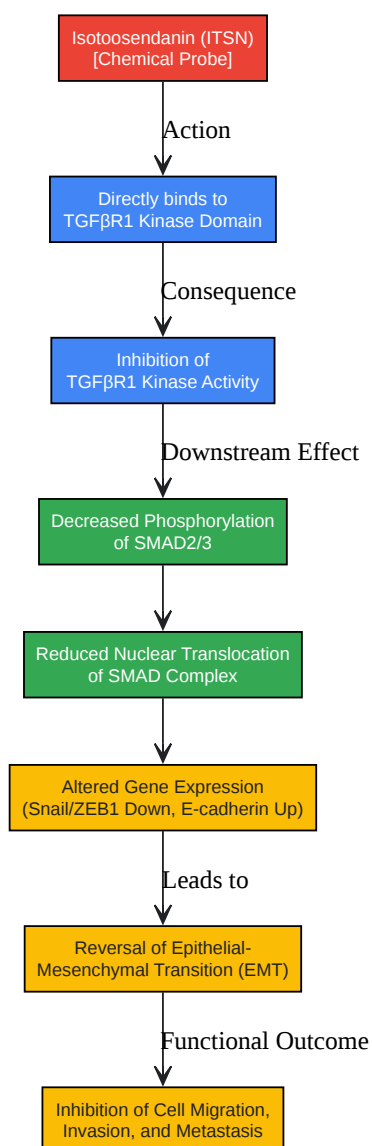 Isotoosendanin (ITSN)
[Chemical Probe]
Action
Directly binds to
TGFβR1 Kinase Domain
Consequence
Inhibition of
TGFβR1 Kinase Activity
Downstream Effect
Decreased Phosphorylation
of SMAD2/3
Reduced Nuclear Translocation
of SMAD Complex
Altered Gene Expression
(Snail/ZEB1 Down, E-cadherin Up)
Leads to
Reversal of Epithelial-
Mesenchymal Transition (EMT)
Functional Outcome
Inhibition of Cell Migration,
Invasion, and Metastasis